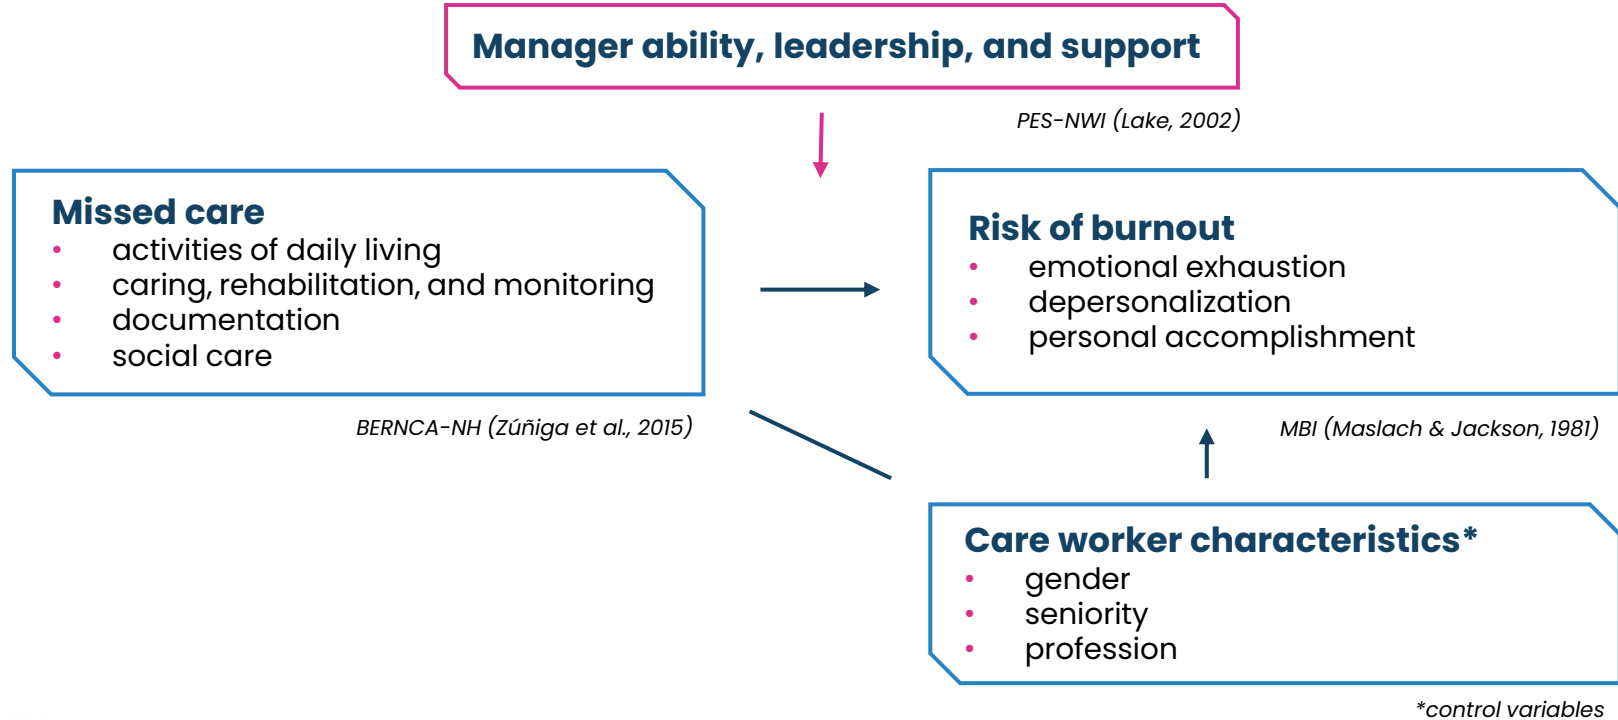 Manager ability, leadership, and support
PES-NWI (Lake, 2002)
Missed care
• activities of daily living
• caring, rehabilitation, and monitoring
• documentation
• social care
BERNCA-NH (Zúñiga et al., 2015)
Risk of burnout
• emotional exhaustion
• depersonalization
• personal accomplishment
MBI (Maslach & Jackson, 1981)
Care worker characteristics*
• gender
• seniority
• profession
*control variables